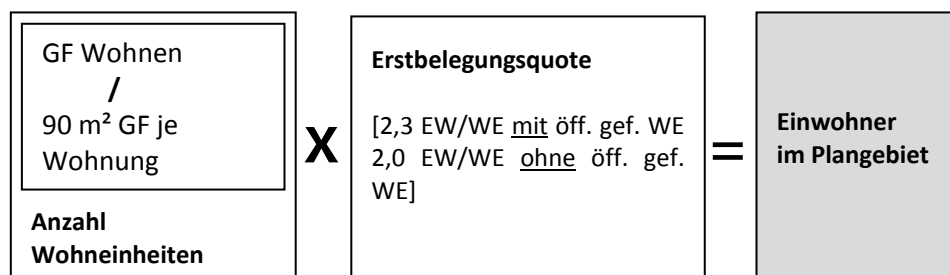 GF Wohnen
/
90 m² GF je
Wohnung
Anzahl
Wohneinheiten
X
Erstbelegungsquote
[2,3 EW/WE mit öff. gef. WE
2,0 EW/WE ohne öff. gef.
WE]
=
Einwohner
im Plangebiet